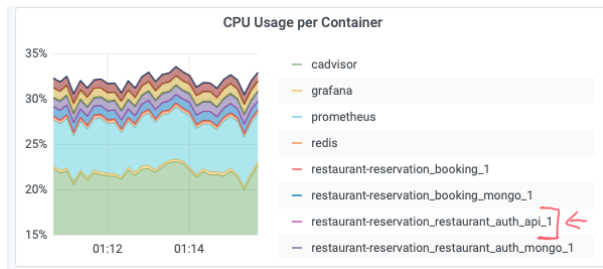 CPU Usage per Container
35%
30%
25%
20%
15%
01:12 01:14
cadvisor
grafana
prometheus
redis
restaurant-reservation_booking_1
restaurant-reservation_booking_mongo_1
restaurant-reservation_restaurant_auth_api_1
restaurant-reservation_restaurant_auth_mongo_1